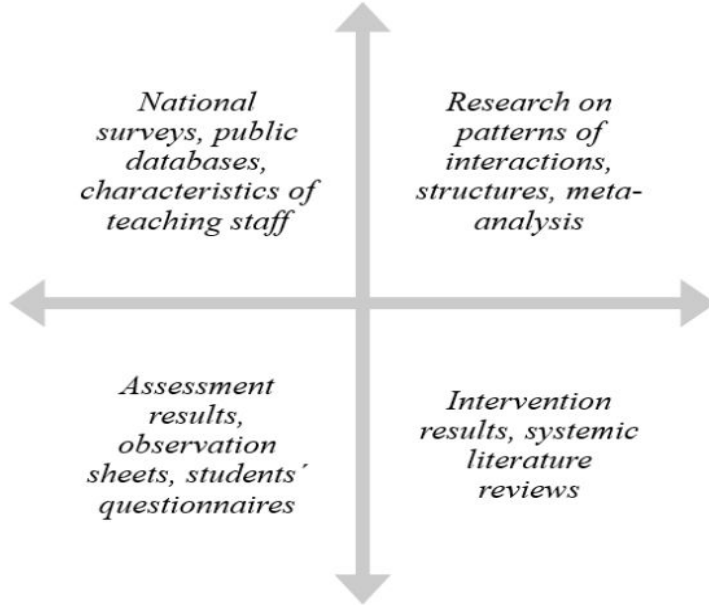 National
surveys, public
databases,
characteristics of
teaching staff
Research on
patterns of
interactions,
structures, meta-
analysis
Assessment
results,
observation
sheets, students´
questionnaires
Intervention
results, systemic
literature
reviews